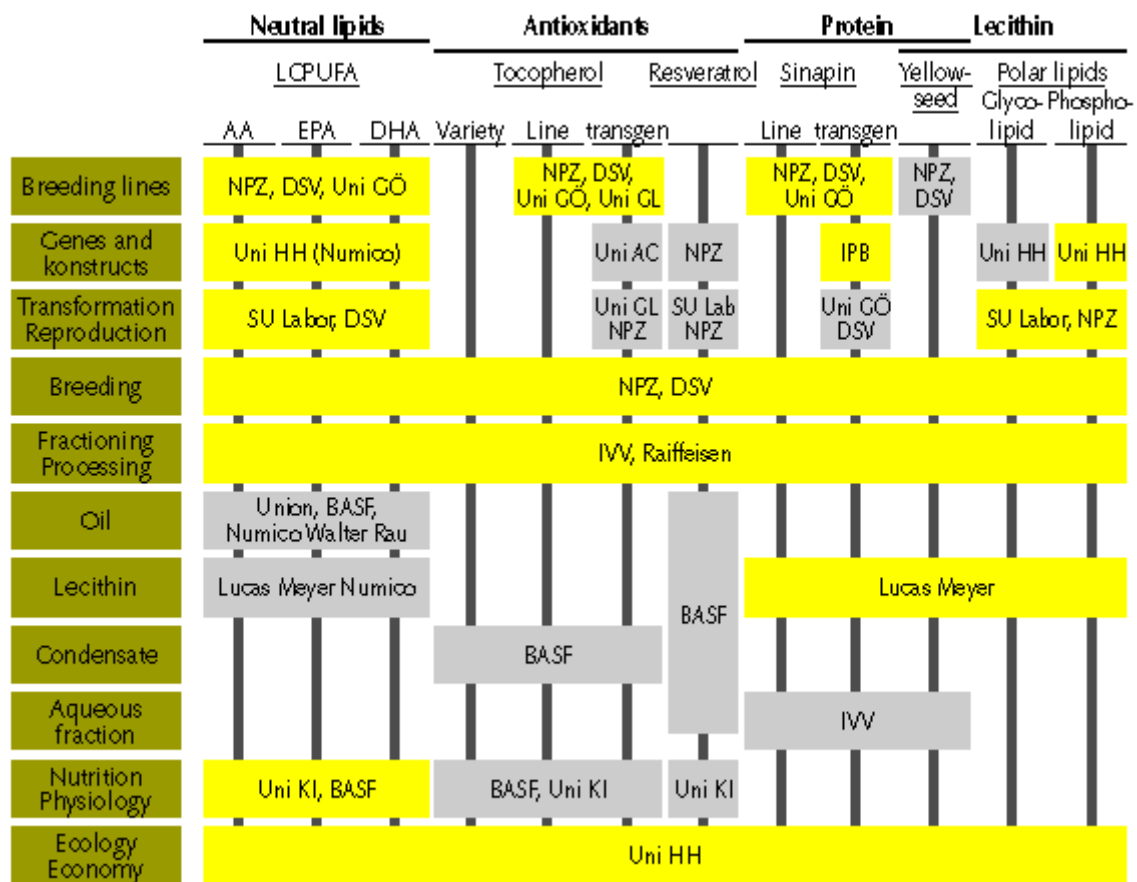 Neutral lipids Antioxidants Protein Lecithin
LCPUFA Tocopherol Resveratrol Sinapin Yellow- Polar lipids
seed Glyco- Phospho-
AA EPA DHA Variety Line transgen Line transgen lipid lipid
Breeding lines NPZ, DSV, Uni GÖ
NPZ, DSV,
Uni GÖ, Uni GL
NPZ, DSV,
Uni GÖ
NPZ,
DSV
Genes and
konstructs
Uni HH (Numico) Uni AC NPZ IPB Uni HH Uni HH
Transformation
Reproduction
SU Labor, DSV
Uni GL
NPZ
SU Lab
NPZ
Uni GÖ
DSV
SU Labor, NPZ
Breeding NPZ, DSV
Fractioning
Processing
IVV, Raiffeisen
Oil
Union, BASF,
Numico Walter Rau
Lecithin Lucas Meyer Numico Lucas Meyer
BASF
Condensate BASF
Aqueous
fraction
IVV
Nutrition
Physiology
Uni KI, BASF BASF, Uni KI Uni KI
Ecology
Economy
Uni HH